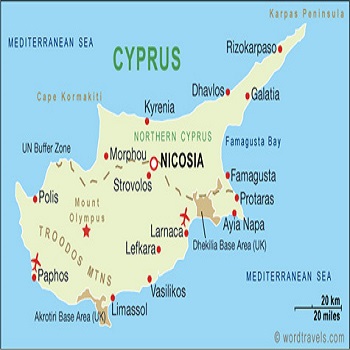 Karpas Peninsula
MEDITERRANEAN SEA
Rizokarpaso
CYPRUS
Dhavlos
Galatia
Cape Kormakiti
Kyrenia
NORTHERN CYPRUS
Famagusta Bay
UN Buffer Zone
Morphou
NICOSIA
Strovolos
Famagusta
Polis
Mount
Olympus
Protaras
Larnaca
Ayia Napa
TROODOS MTNS
Lefkara
Dhekilia Base Area (UK)
Paphos
Vasilikos
MEDITERRANEAN SEA
Limassol
Akrotiri Base Area (UK)
20 km
20 miles
© wordtravels.com